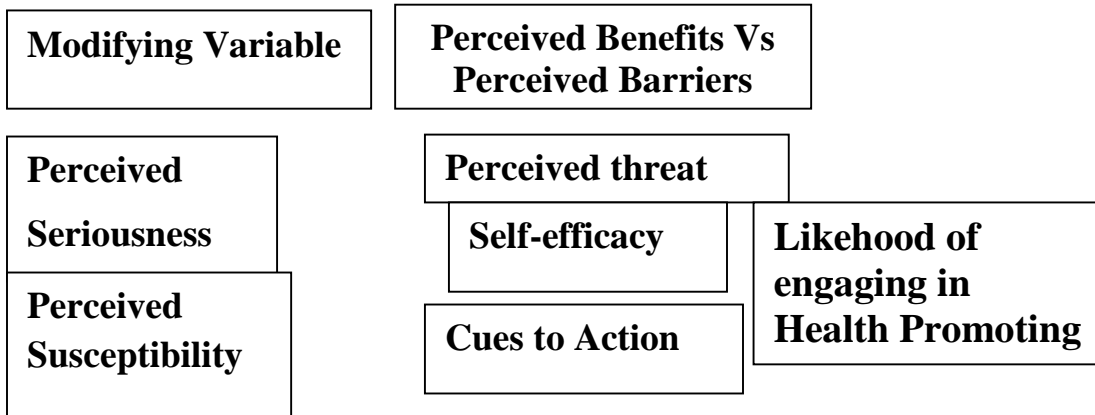 Modifying Variable
Perceived Benefits Vs
Perceived Barriers
Perceived
Seriousness
Perceived
Susceptibility
Perceived threat
Self-efficacy
Cues to Action
Likehood of
engaging in
Health Promoting